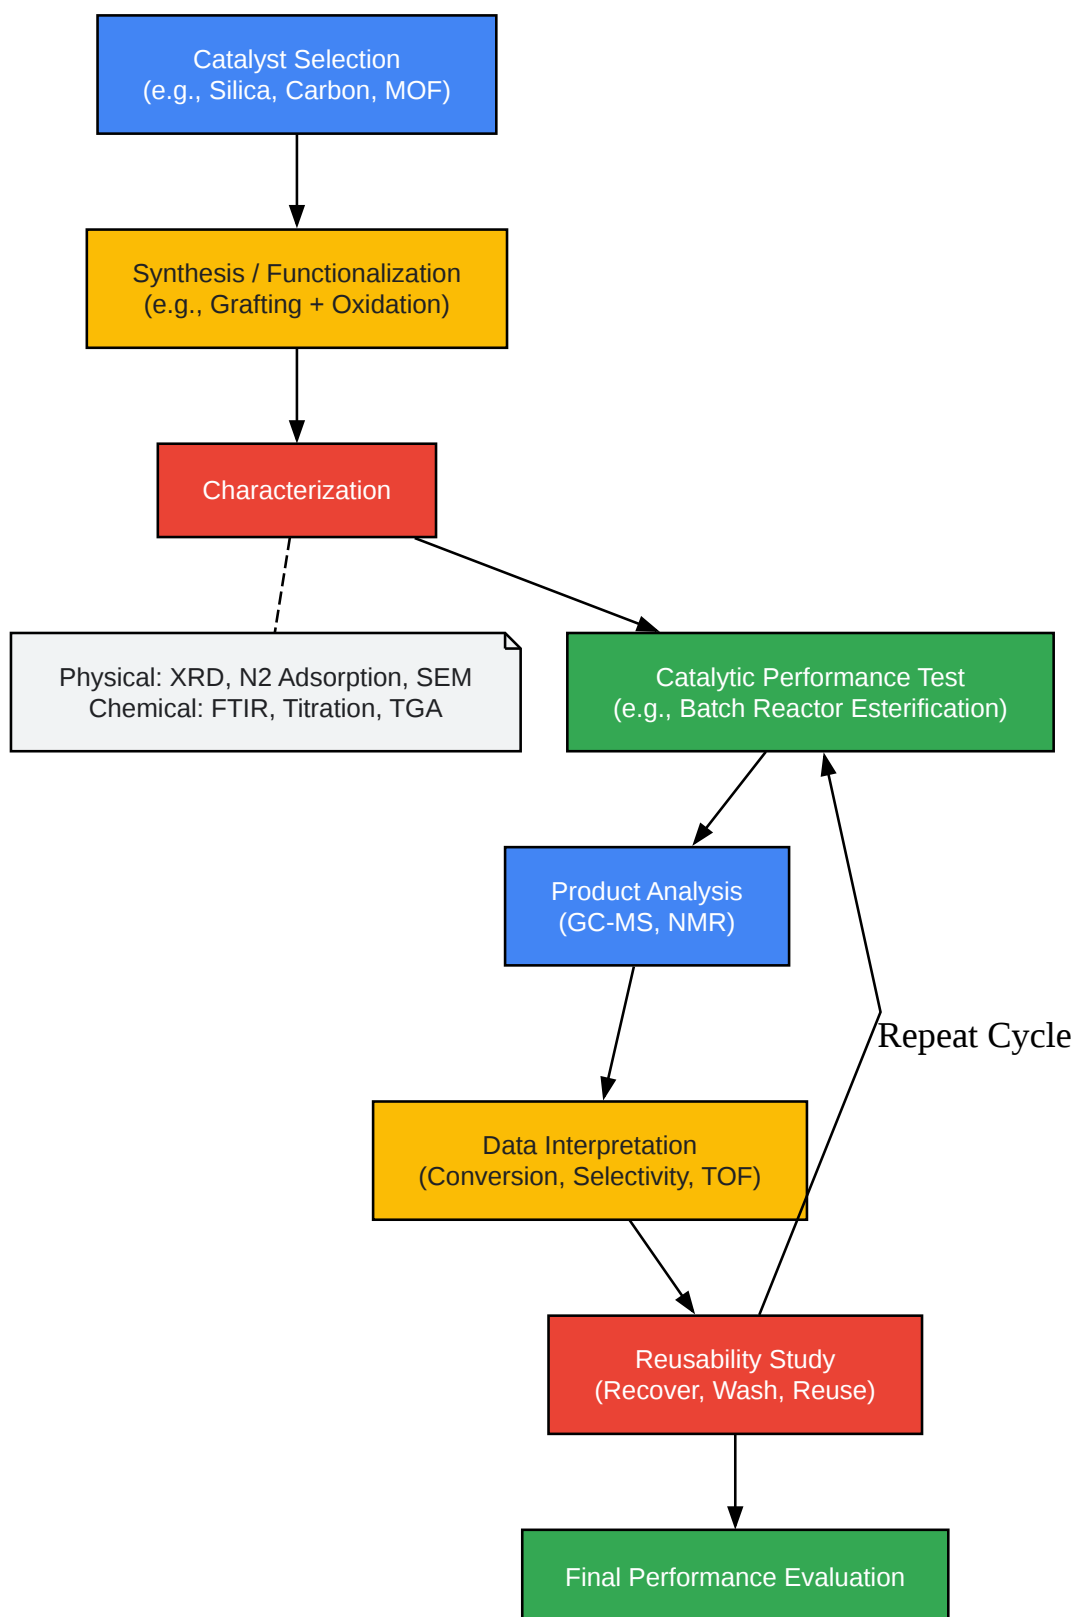 Catalyst Selection
(e.g., Silica, Carbon, MOF)
Synthesis / Functionalization
(e.g., Grafting + Oxidation)
Characterization
Physical: XRD, N2 Adsorption, SEM
Chemical: FTIR, Titration, TGA
Catalytic Performance Test
(e.g., Batch Reactor Esterification)
Product Analysis
(GC-MS, NMR)
Repeat Cycle
Data Interpretation
(Conversion, Selectivity, TOF)
Reusability Study
(Recover, Wash, Reuse)
Final Performance Evaluation